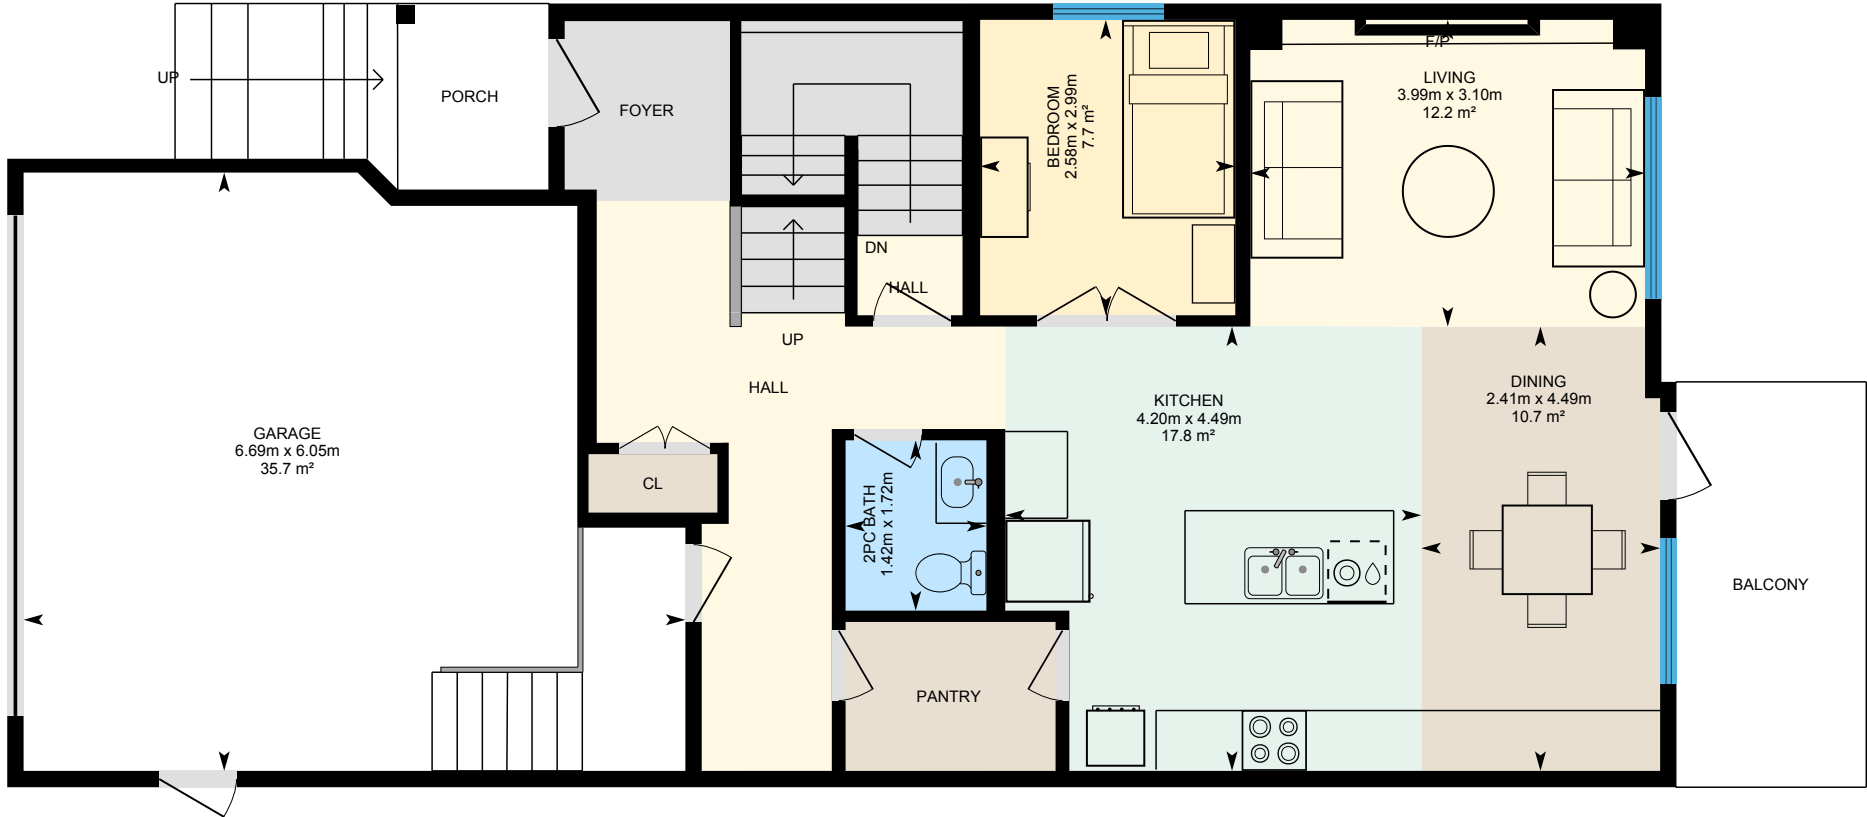 UP
PORCH
FOYER
BEDROOM
2.58m x 2.99m
7.7 m²
F/P
LIVING
3.99m x 3.10m
12.2 m²
DN
HALL
UP
HALL
KITCHEN
4.20m x 4.49m
17.8 m²
DINING
2.41m x 4.49m
10.7 m²
GARAGE
6.69m x 6.05m
35.7 m²
CL
2PC BATH
1.42m x 1.72m
BALCONY
PANTRY